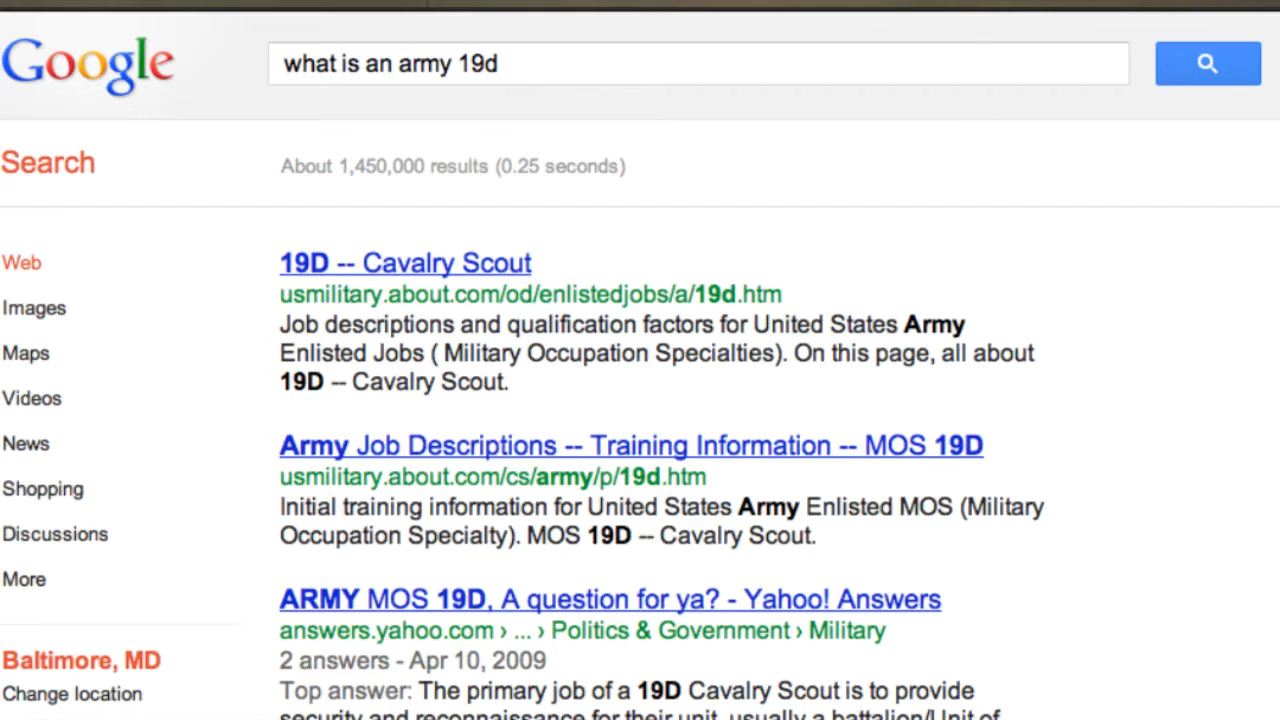 Google
what is an army 19d
Search
About 1,450,000 results (0.25 seconds)
Web
Images
Maps
Videos
News
Shopping
Discussions
More
Baltimore, MD
Change location
19D -- Cavalry Scout
usmilitary.about.com/od/enlistedjobs/a/19d.htm
Job descriptions and qualification factors for United States Army
Enlisted Jobs ( Military Occupation Specialties). On this page, all about
19D -- Cavalry Scout.
Army Job Descriptions -- Training Information -- MOS 19D
usmilitary.about.com/cs/army/p/19d.htm
Initial training information for United States Army Enlisted MOS (Military
Occupation Specialty). MOS 19D -- Cavalry Scout.
ARMY MOS 19D, A question for ya? - Yahoo! Answers
answers.yahoo.com › ... › Politics & Government › Military
2 answers - Apr 10, 2009
Top answer: The primary job of a 19D Cavalry Scout is to provide
security and reconnaissance for their unit, usually a battalion/Unit of